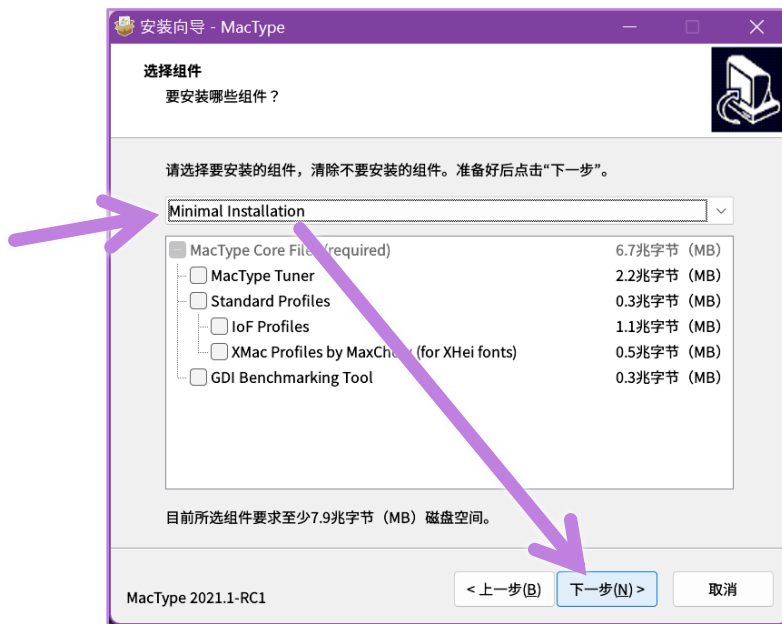 安装向导 - MacType
选择组件
要安装哪些组件？
请选择要安装的组件，清除不要安装的组件。准备好后点击“下一步”。
Minimal Installation
MacType Core Files (required) 6.7兆字节（MB）
MacType Tuner 2.2兆字节（MB）
Standard Profiles 0.3兆字节（MB）
IoF Profiles 1.1兆字节（MB）
XMac Profiles by MaxCh (for XHei fonts) 0.5兆字节（MB）
GDI Benchmarking Tool 0.3兆字节（MB）
目前所选组件要求至少7.9兆字节（MB）磁盘空间。
MacType 2021.1-RC1
< 上一步(B) 下一步(N) > 取消